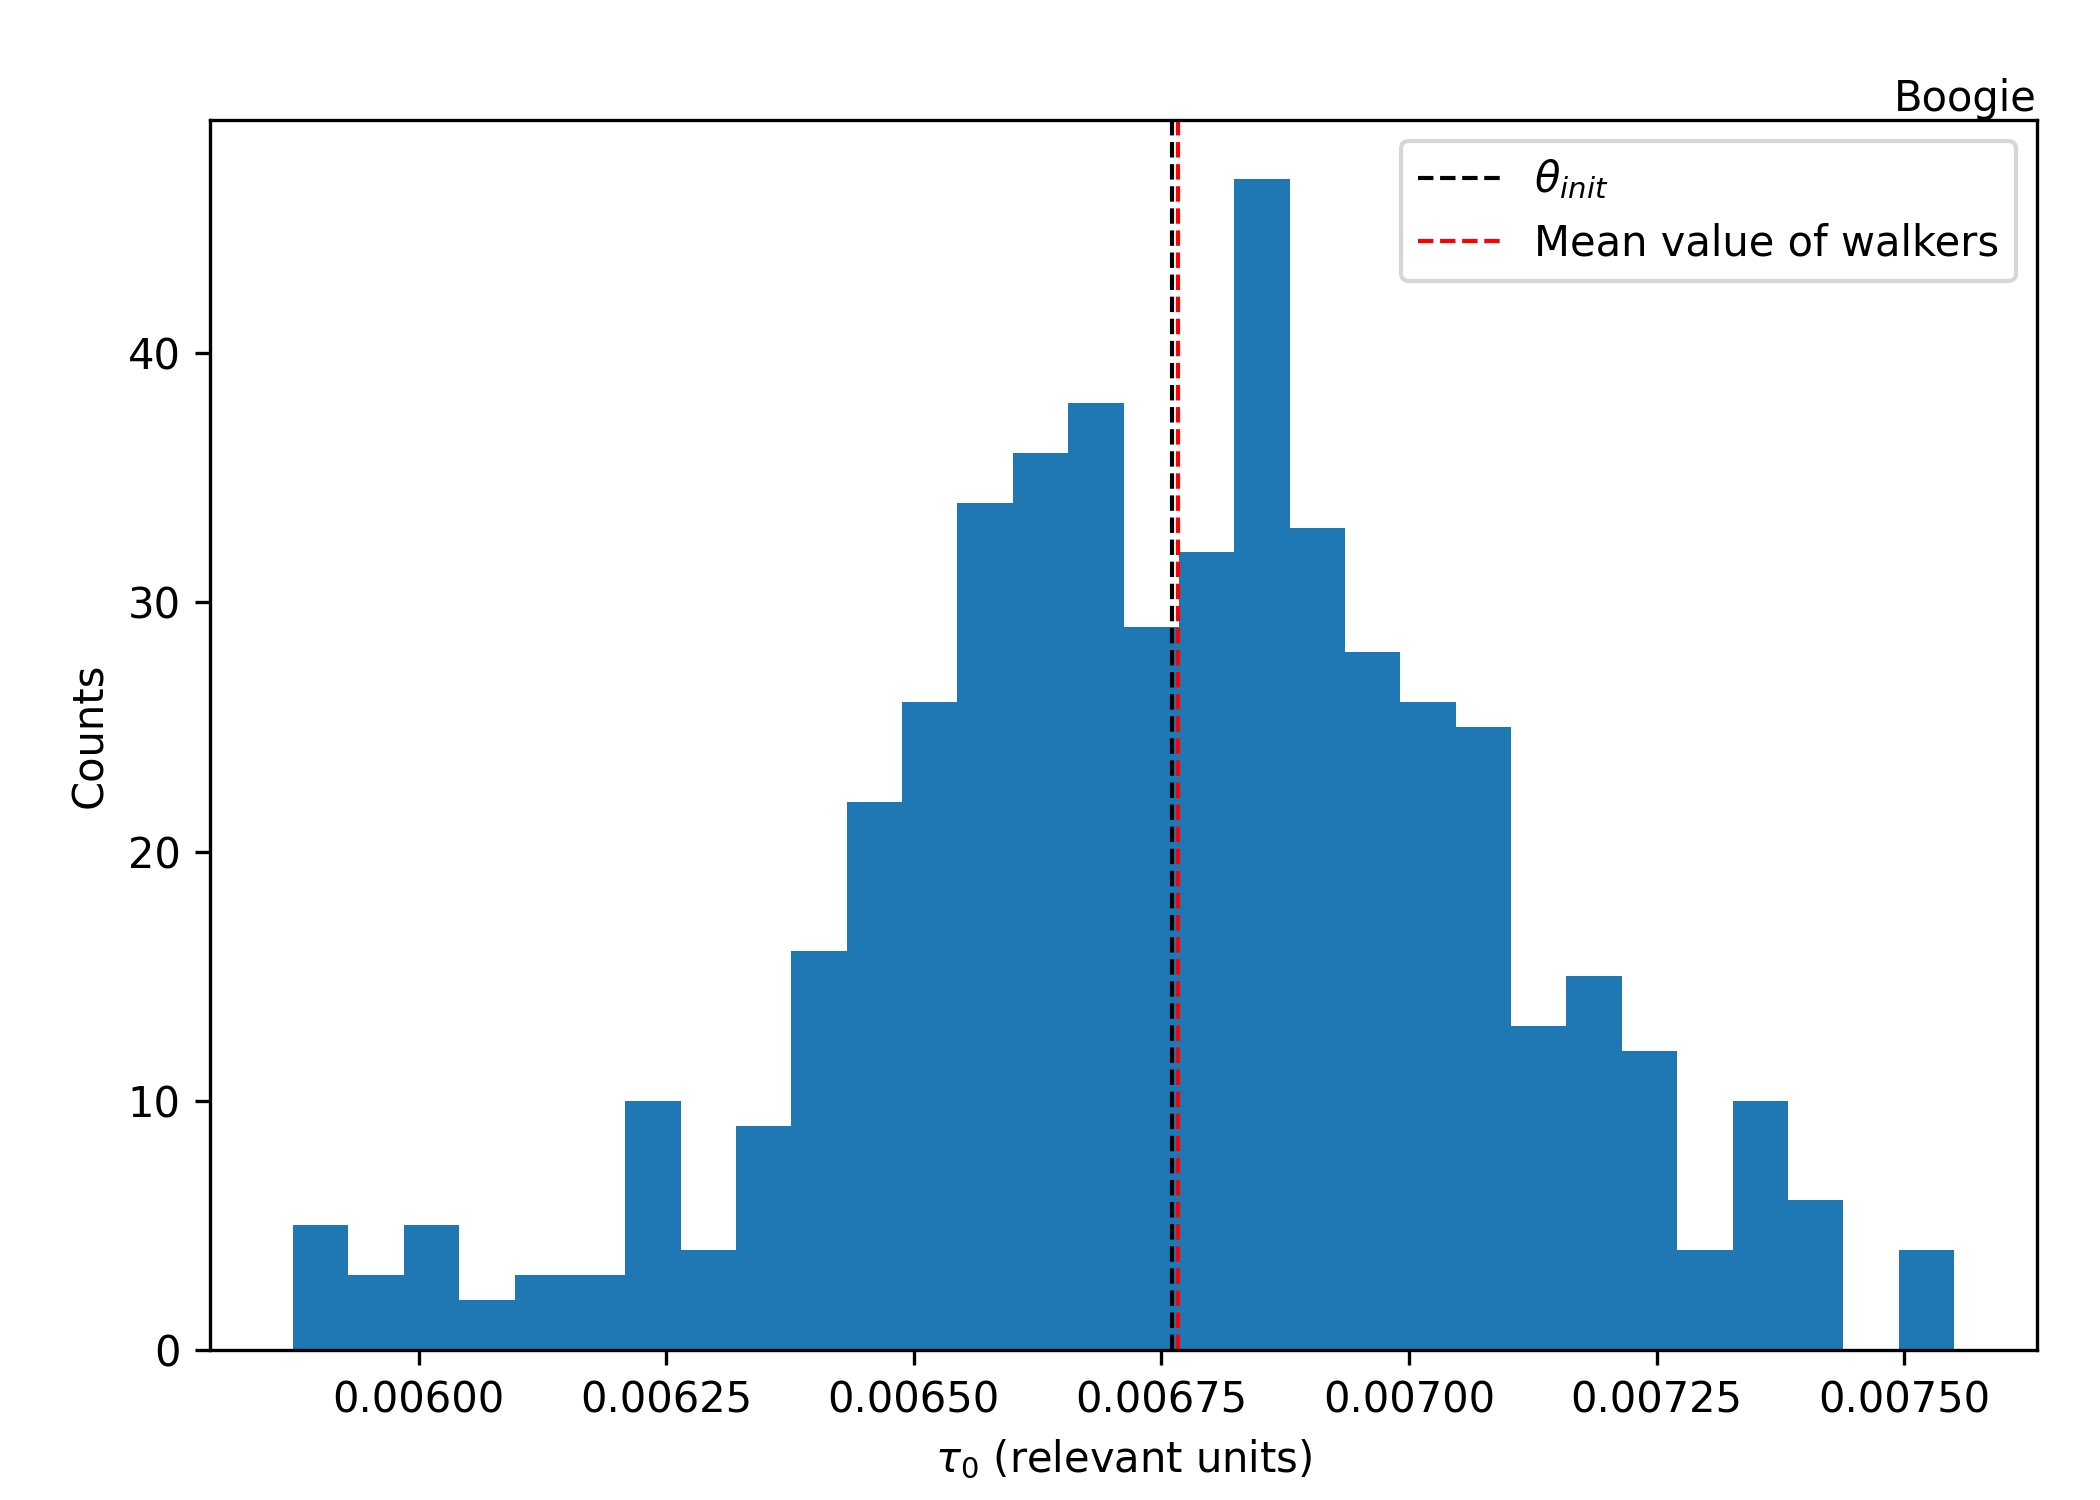 Boogie
θinit
Mean value of walkers
Counts
40
30
20
10
0
0.00600 0.00625 0.00650 0.00675 0.00700 0.00725 0.00750
τ0 (relevant units)